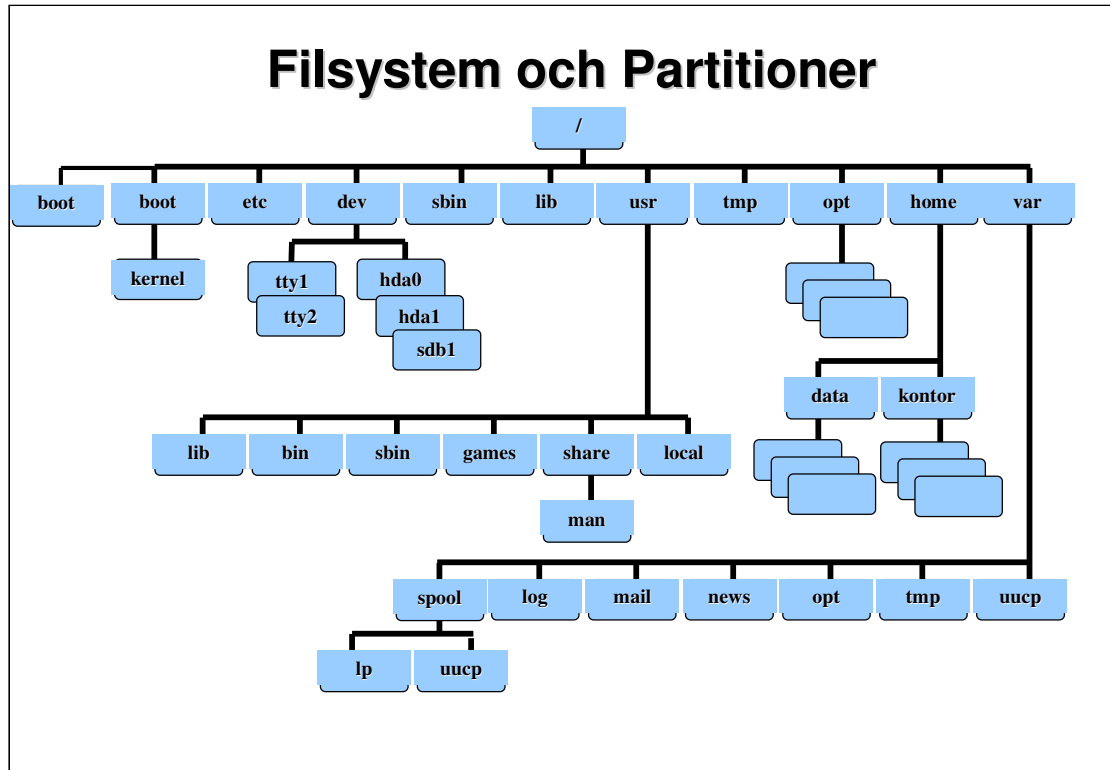 Filsystem och Partitioner
/
boot boot etc dev sbin lib usr tmp opt home var
kernel tty1 hda0
tty2 hda1
sdb1
data kontor
lib bin sbin games share local
man
spool log mail news opt tmp uucp
lp uucp